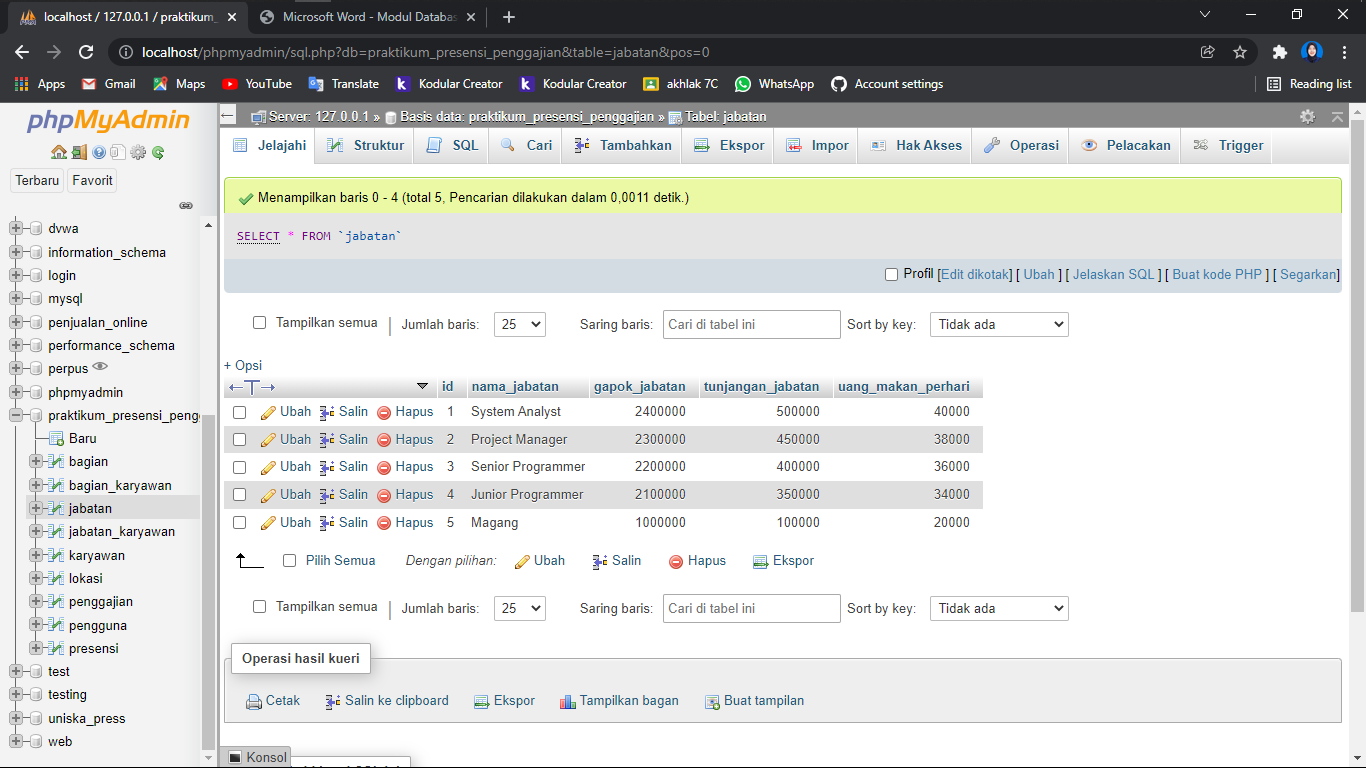 localhost / 127.0.0.1 / praktikum_
Microsoft Word - Modul Databas
localhost/phpmyadmin/sql.php?db=praktikum_presensi_penggajian&table=jabatan&pos=0
Apps Gmail Maps YouTube Translate Kodular Creator Kodular Creator akhlak 7C WhatsApp Account settings Reading list
phpMyAdmin
Terbaru Favorit
dvwa
information_schema
login
mysql
penjualan_online
performance_schema
perpus
phpmyadmin
praktikum_presensi_peng
Baru
bagian
bagian_karyawan
jabatan
jabatan_karyawan
karyawan
lokasi
penggajian
pengguna
presensi
test
testing
uniska_press
web
Server: 127.0.0.1 » Basis data: praktikum_presensi_penggajian » Tabel: jabatan
Jelajahi Struktur SQL Cari Tambahkan Ekspor Impor Hak Akses Operasi Pelacakan Trigger
Menampilkan baris 0 - 4 (total 5, Pencarian dilakukan dalam 0,0011 detik.)
SELECT * FROM `jabatan`
Profil [Edit dikotak] [ Ubah ] [ Jelaskan SQL ] [ Buat kode PHP ] [ Segarkan]
Tampilkan semua | Jumlah baris: 25 Saring baris: Cari di tabel ini Sort by key: Tidak ada
+ Opsi
id nama_jabatan gapok_jabatan tunjangan_jabatan uang_makan_perhari
Ubah Salin Hapus 1 System Analyst 2400000 500000 40000
Ubah Salin Hapus 2 Project Manager 2300000 450000 38000
Ubah Salin Hapus 3 Senior Programmer 2200000 400000 36000
Ubah Salin Hapus 4 Junior Programmer 2100000 350000 34000
Ubah Salin Hapus 5 Magang 1000000 100000 20000
Pilih Semua Dengan pilihan: Ubah Salin Hapus Ekspor
Tampilkan semua | Jumlah baris: 25 Saring baris: Cari di tabel ini Sort by key: Tidak ada
Operasi hasil kueri
Cetak Salin ke clipboard Ekspor Tampilkan bagan Buat tampilan
Konsol